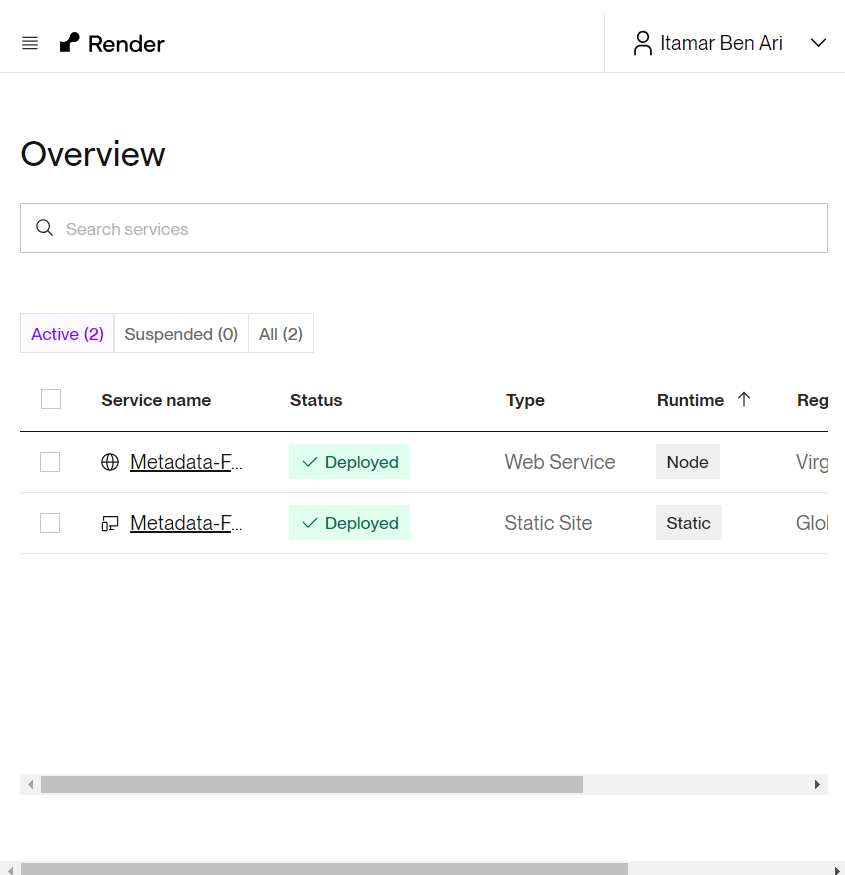 Render
Itamar Ben Ari
Overview
Search services
Active (2) Suspended (0) All (2)
Service name Status Type Runtime Reg
Metadata-F... Deployed Web Service Node Virg
Metadata-F... Deployed Static Site Static Glo